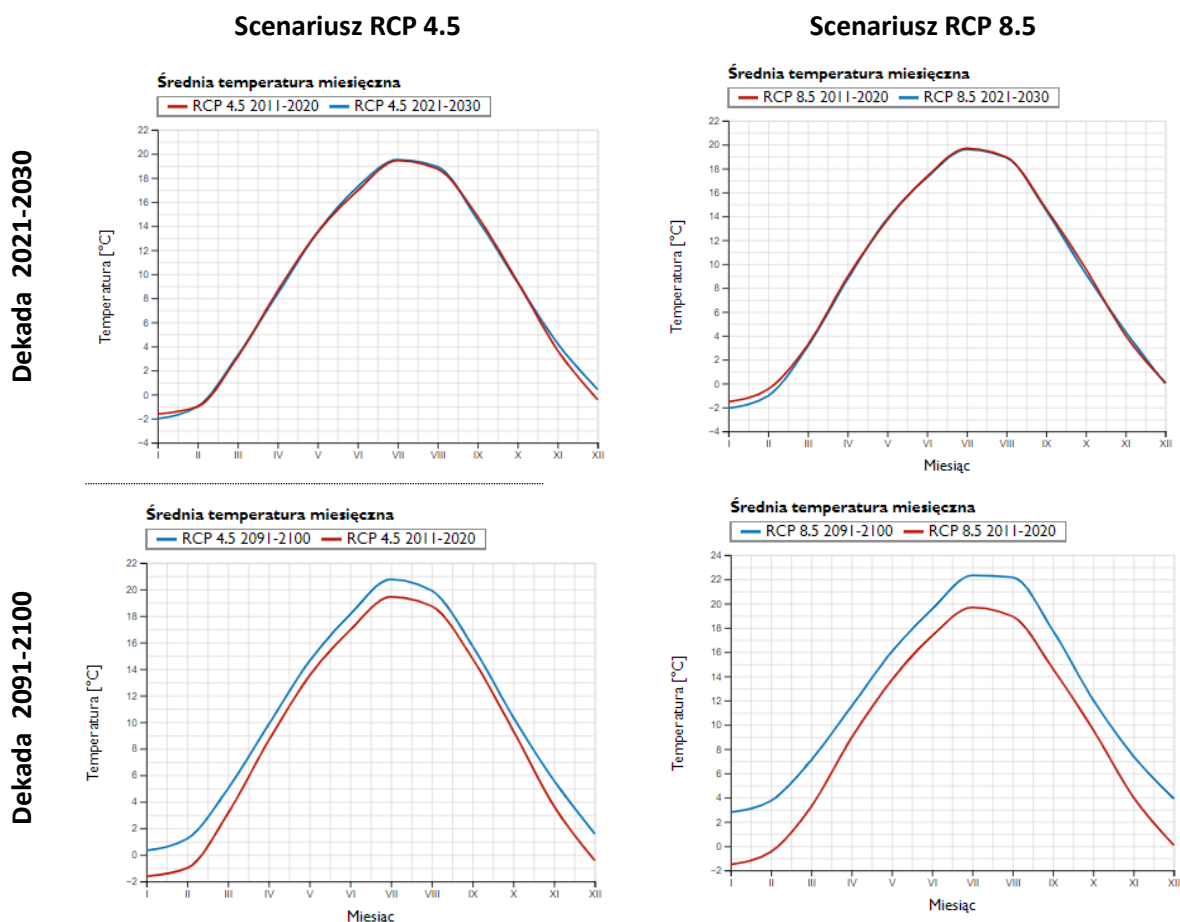 Scenariusz RCP 4.5
Scenariusz RCP 8.5
Dekada 2021-2030
Średnia temperatura miesięczna
RCP 4.5 2011-2020 RCP 4.5 2021-2030
Temperatura [°C]
22
20
18
16
14
12
10
8
6
4
2
0
−2
−4
I II III IV V VI VII VIII IX X XI XII
Średnia temperatura miesięczna
RCP 8.5 2011-2020 RCP 8.5 2021-2030
Temperatura [°C]
22
20
18
16
14
12
10
8
6
4
2
0
−2
−4
I II III IV V VI VII VIII IX X XI XII
Miesiąc
Dekada 2091-2100
Średnia temperatura miesięczna
RCP 4.5 2091-2100 RCP 4.5 2011-2020
Temperatura [°C]
22
20
18
16
14
12
10
8
6
4
2
0
−2
I II III IV V VI VII VIII IX X XI XII
Miesiąc
Średnia temperatura miesięczna
RCP 8.5 2091-2100 RCP 8.5 2011-2020
Temperatura [°C]
24
22
20
18
16
14
12
10
8
6
4
2
0
−2
I II III IV V VI VII VIII IX X XI XII
Miesiąc